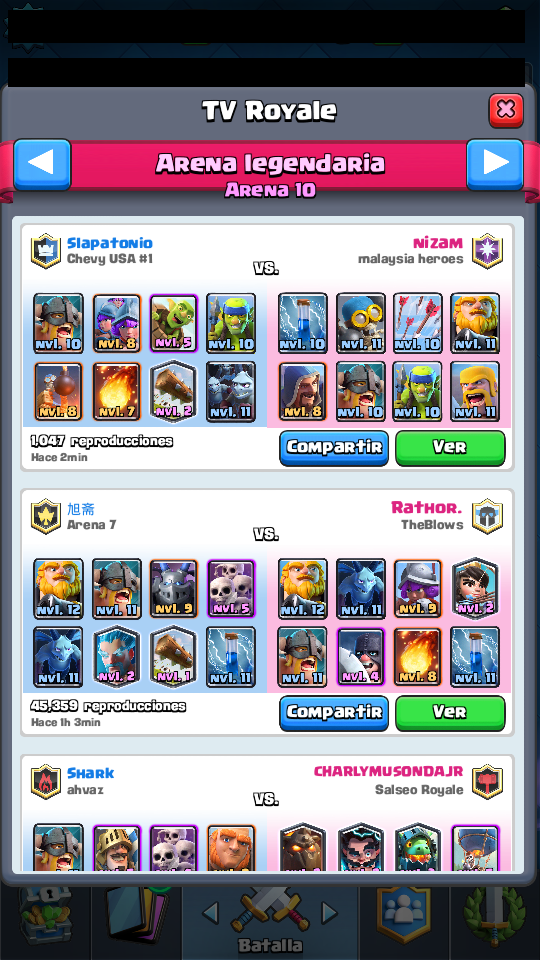 TV Royale
Arena legendaria
Arena 10
Slapatonio
Chevy USA #1
vs.
Nizam
malaysia heroes
Nvl. 10 Nvl. 8 Nvl. 5 Nvl. 10 Nvl. 10 Nvl. 11 Nvl. 10 Nvl. 11
Nvl. 8 Nvl. 7 Nvl. 2 Nvl. 11 Nvl. 8 Nvl. 10 Nvl. 10 Nvl. 11
1,047 reproducciones
Hace 2min
Compartir
Ver
旭斋
Arena 7
vs.
Rathor.
TheBlows
Nvl. 12 Nvl. 11 Nvl. 9 Nvl. 5 Nvl. 12 Nvl. 11 Nvl. 9 Nvl. 2
Nvl. 11 Nvl. 2 Nvl. 1 Nvl. 11 Nvl. 11 Nvl. 4 Nvl. 8 Nvl. 11
45,359 reproducciones
Hace 1h 3min
Compartir
Ver
Shark
ahvaz
vs.
CHARLYMUSONDAJR
Salseo Royale
Batalla